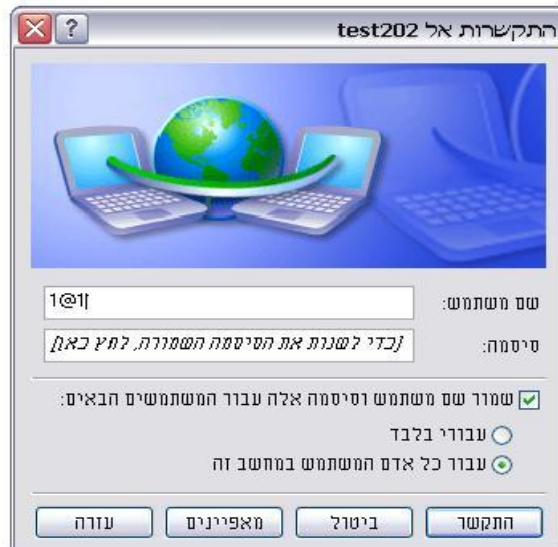 התקשרות אל test202
שם משתמש: 1@1
סיסמה: [כדי לשנות את הסיסמה השמורה, לחץ כאן]
שמור שם משתמש וסיסמה אלה עבור המשתמשים הבאים:
עבורי בלבד
עבור כל אדם המשתמש במחשב זה
התקשר ביטול מאפיינים עזרה